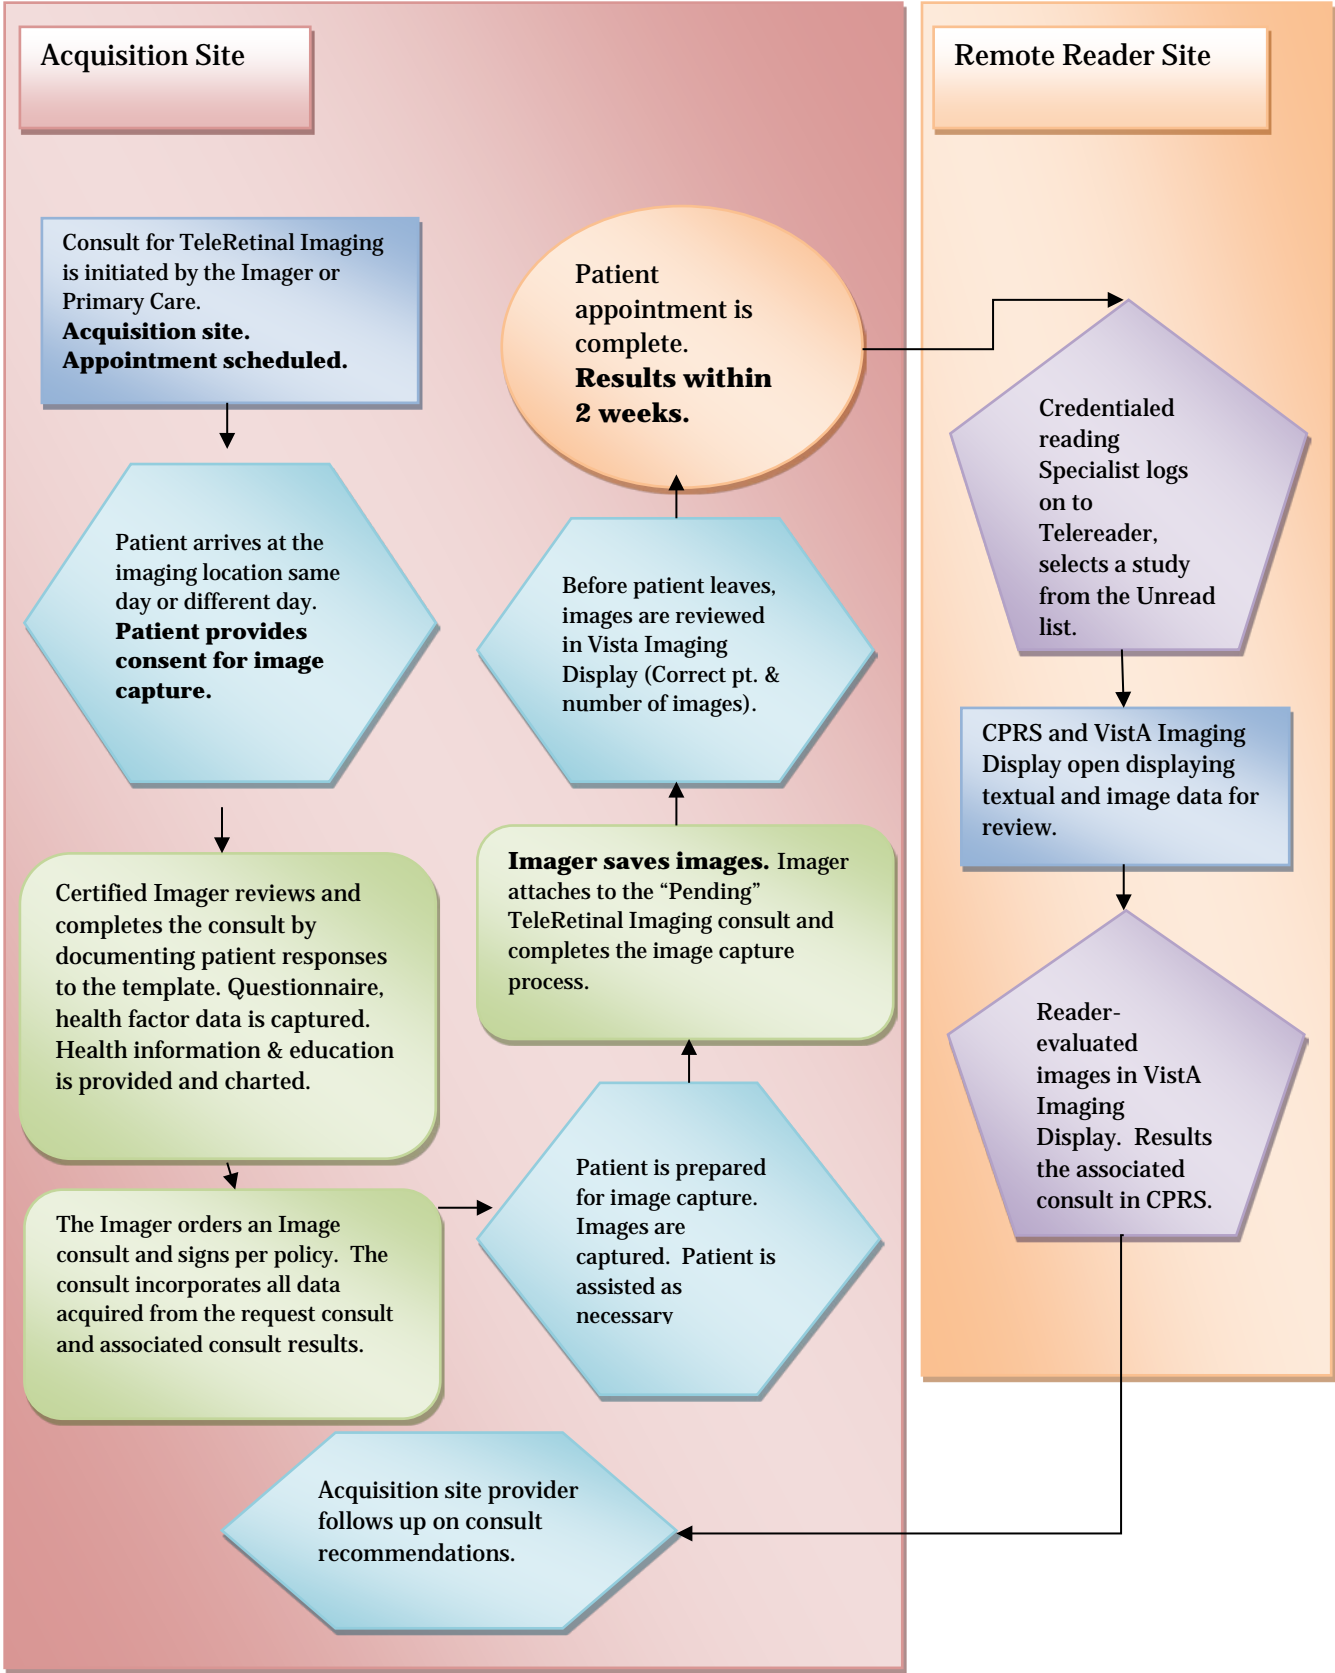 Acquisition Site
Consult for TeleRetinal Imaging
is initiated by the Imager or
Primary Care.
Acquisition site.
Appointment scheduled.
Patient arrives at the
imaging location same
day or different day.
Patient provides
consent for image
capture.
Certified Imager reviews and
completes the consult by
documenting patient responses
to the template. Questionnaire,
health factor data is captured.
Health information & education
is provided and charted.
The Imager orders an Image
consult and signs per policy.  The
consult incorporates all data
acquired from the request consult
and associated consult results.
Patient is prepared
for image capture.
Images are
captured.  Patient is
assisted as
necessary
Imager saves images. Imager
attaches to the “Pending”
TeleRetinal Imaging consult and
completes the image capture
process.
Before patient leaves,
images are reviewed
in Vista Imaging
Display (Correct pt. &
number of images).
Patient
appointment is
complete.
Results within
2 weeks.
Remote Reader Site
Credentialed
reading
Specialist logs
on to
Telereader,
selects a study
from the Unread
list.
CPRS and VistA Imaging
Display open displaying
textual and image data for
review.
Reader-
evaluated
images in VistA
Imaging
Display.  Results
the associated
consult in CPRS.
Acquisition site provider
follows up on consult
recommendations.